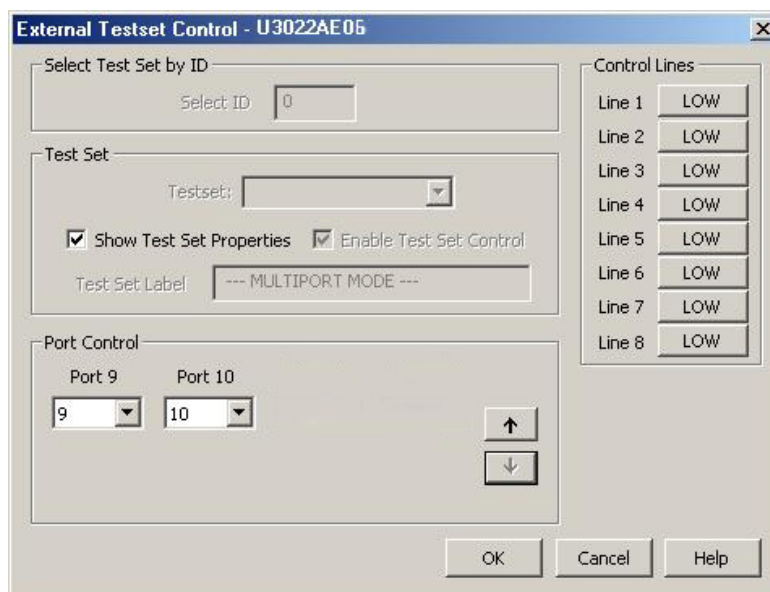 External Testset Control - U3022AE06
Select Test Set by ID
Select ID 0
Test Set
Testset:
Show Test Set Properties Enable Test Set Control
Test Set Label --- MULTIPORT MODE ---
Port Control
Port 9 Port 10
9 10
Control Lines
Line 1 LOW
Line 2 LOW
Line 3 LOW
Line 4 LOW
Line 5 LOW
Line 6 LOW
Line 7 LOW
Line 8 LOW
OK Cancel Help